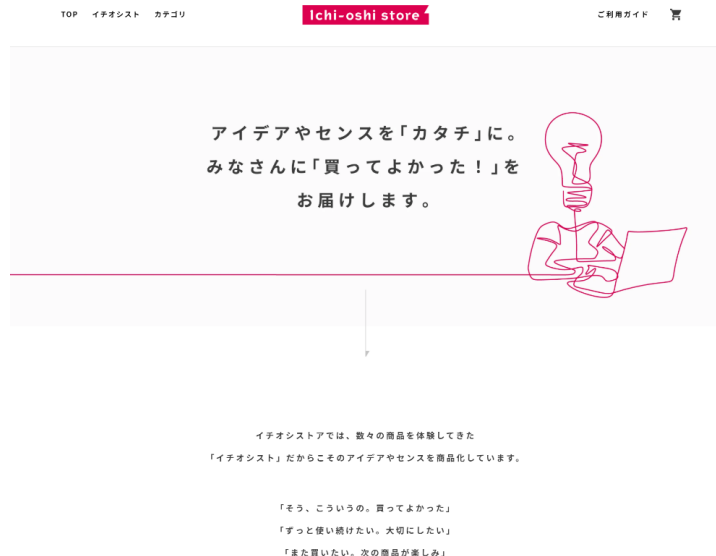 TOP イチオシスト カテゴリ
Ichi-oshi store
ご利用ガイド
アイデアやセンスを「カタチ」に。
みなさんに「買ってよかった！」を
お届けします。
イチオシストアでは、数々の商品を体験してきた
「イチオシスト」だからこそのアイデアやセンスを商品化しています。
「そう、こういうの。買ってよかった」
「ずっと使い続けたい。大切にしたい」
「また買いたい。次の商品が楽しみ」